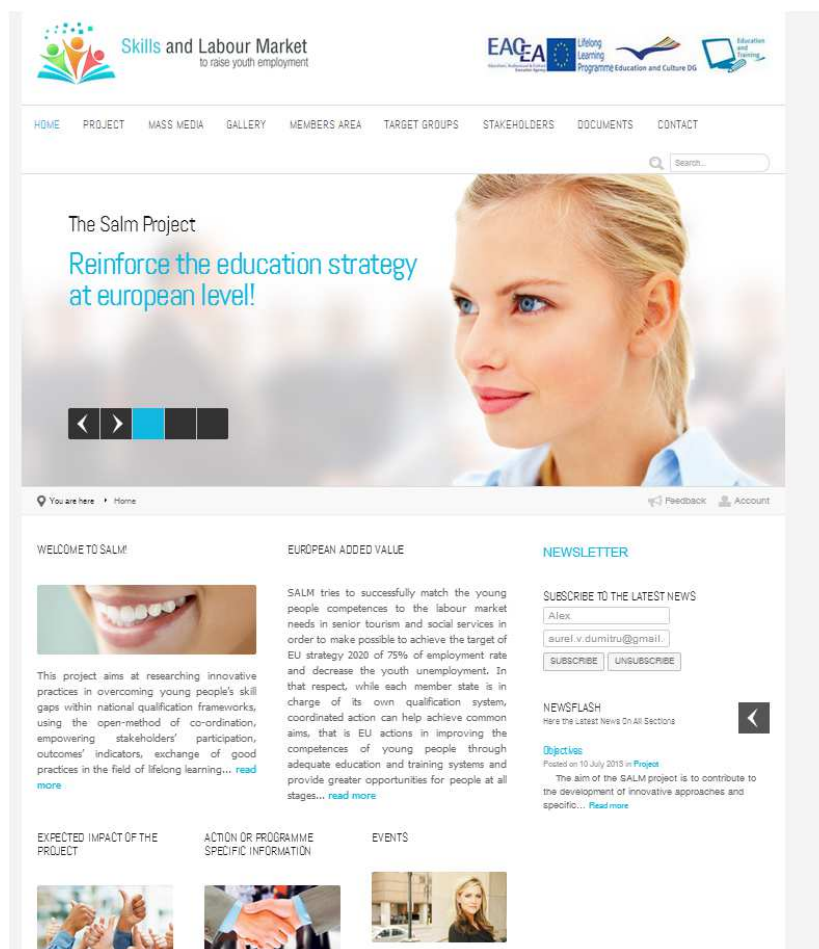 Skills and Labour Market
to raise youth employment
EACEA
Lifelong
Learning
Programme
Education and Culture DG
Education
and
Training
HOME PROJECT MASS MEDIA GALLERY MEMBERS AREA TARGET GROUPS STAKEHOLDERS DOCUMENTS CONTACT
Search...
The Salm Project
Reinforce the education strategy
at european level!
You are here Home
Feedback Account
WELCOME TO SALM!
This project aims at researching innovative
practices in overcoming young people's skill
gaps within national qualification frameworks,
using the open-method of co-ordination,
empowering stakeholders' participation,
outcomes' indicators, exchange of good
practices in the field of lifelong learning... read
more
EUROPEAN ADDED VALUE
SALM tries to successfully match the young
people competences to the labour market
needs in senior tourism and social services in
order to make possible to achieve the target of
EU strategy 2020 of 75% of employment rate
and decrease the youth unemployment. In
that respect, while each member state is in
charge of its own qualification system,
coordinated action can help achieve common
aims, that is EU actions in improving the
competences of young people through
adequate education and training systems and
provide greater opportunities for people at all
stages... read more
NEWSLETTER
SUBSCRIBE TO THE LATEST NEWS
Alex
aurel.v.dumitru@gmail.
SUBSCRIBE UNSUBSCRIBE
NEWSFLASH
Here the Latest News On All Sections
Objectives
Posted on 10 July 2013 in Project
The aim of the SALM project is to contribute to
the development of innovative approaches and
specific... Read more
EXPECTED IMPACT OF THE
PROJECT
ACTION OR PROGRAMME
SPECIFIC INFORMATION
EVENTS